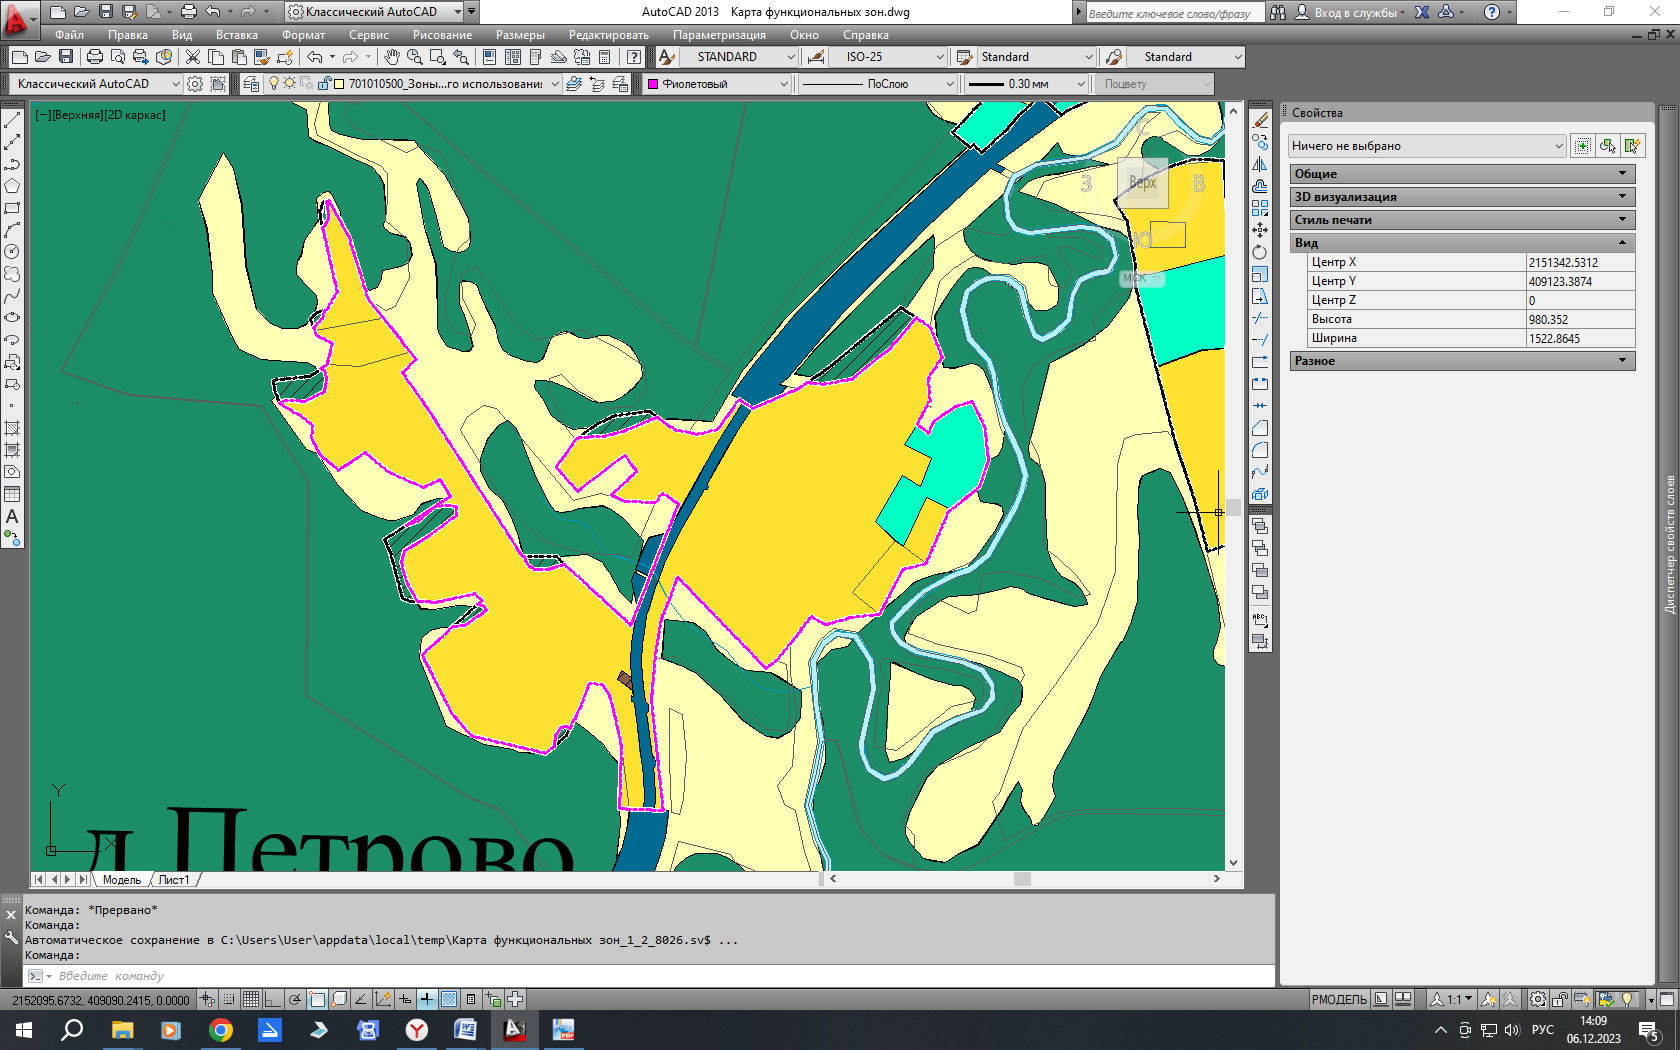 Классический AutoCAD
AutoCAD 2013 Карта функциональных зон.dwg
Введите ключевое слово/фразу
Вход в службы
Файл Правка Вид Вставка Формат Сервис Рисование Размеры Редактировать Параметризация Окно Справка
STANDARD ISO-25 Standard Standard
Классический AutoCAD
701010500_Зоны...го использования
Фиолетовый ПоСлою 0.30 мм Поцвету
[−][Верхняя][2D каркас]
С
З Верх В
Ю
МСК
Свойства
Ничего не выбрано
Общие
3D визуализация
Стиль печати
Вид
Центр X 2151342.5312
Центр Y 409123.3874
Центр Z 0
Высота 980.352
Ширина 1522.8645
Разное
Диспетчер свойств слоев
ABC
A
Y
X
д Петрово
Модель Лист1
Команда: *Прервано*
Команда:
Автоматическое сохранение в C:\Users\User\appdata\local\temp\Карта функциональных зон_1_2_8026.sv$ ...
Команда:
Введите команду
2152095.6732, 409090.2415, 0.0000
РМОДЕЛЬ
1:1
РУС
14:09
06.12.2023
5